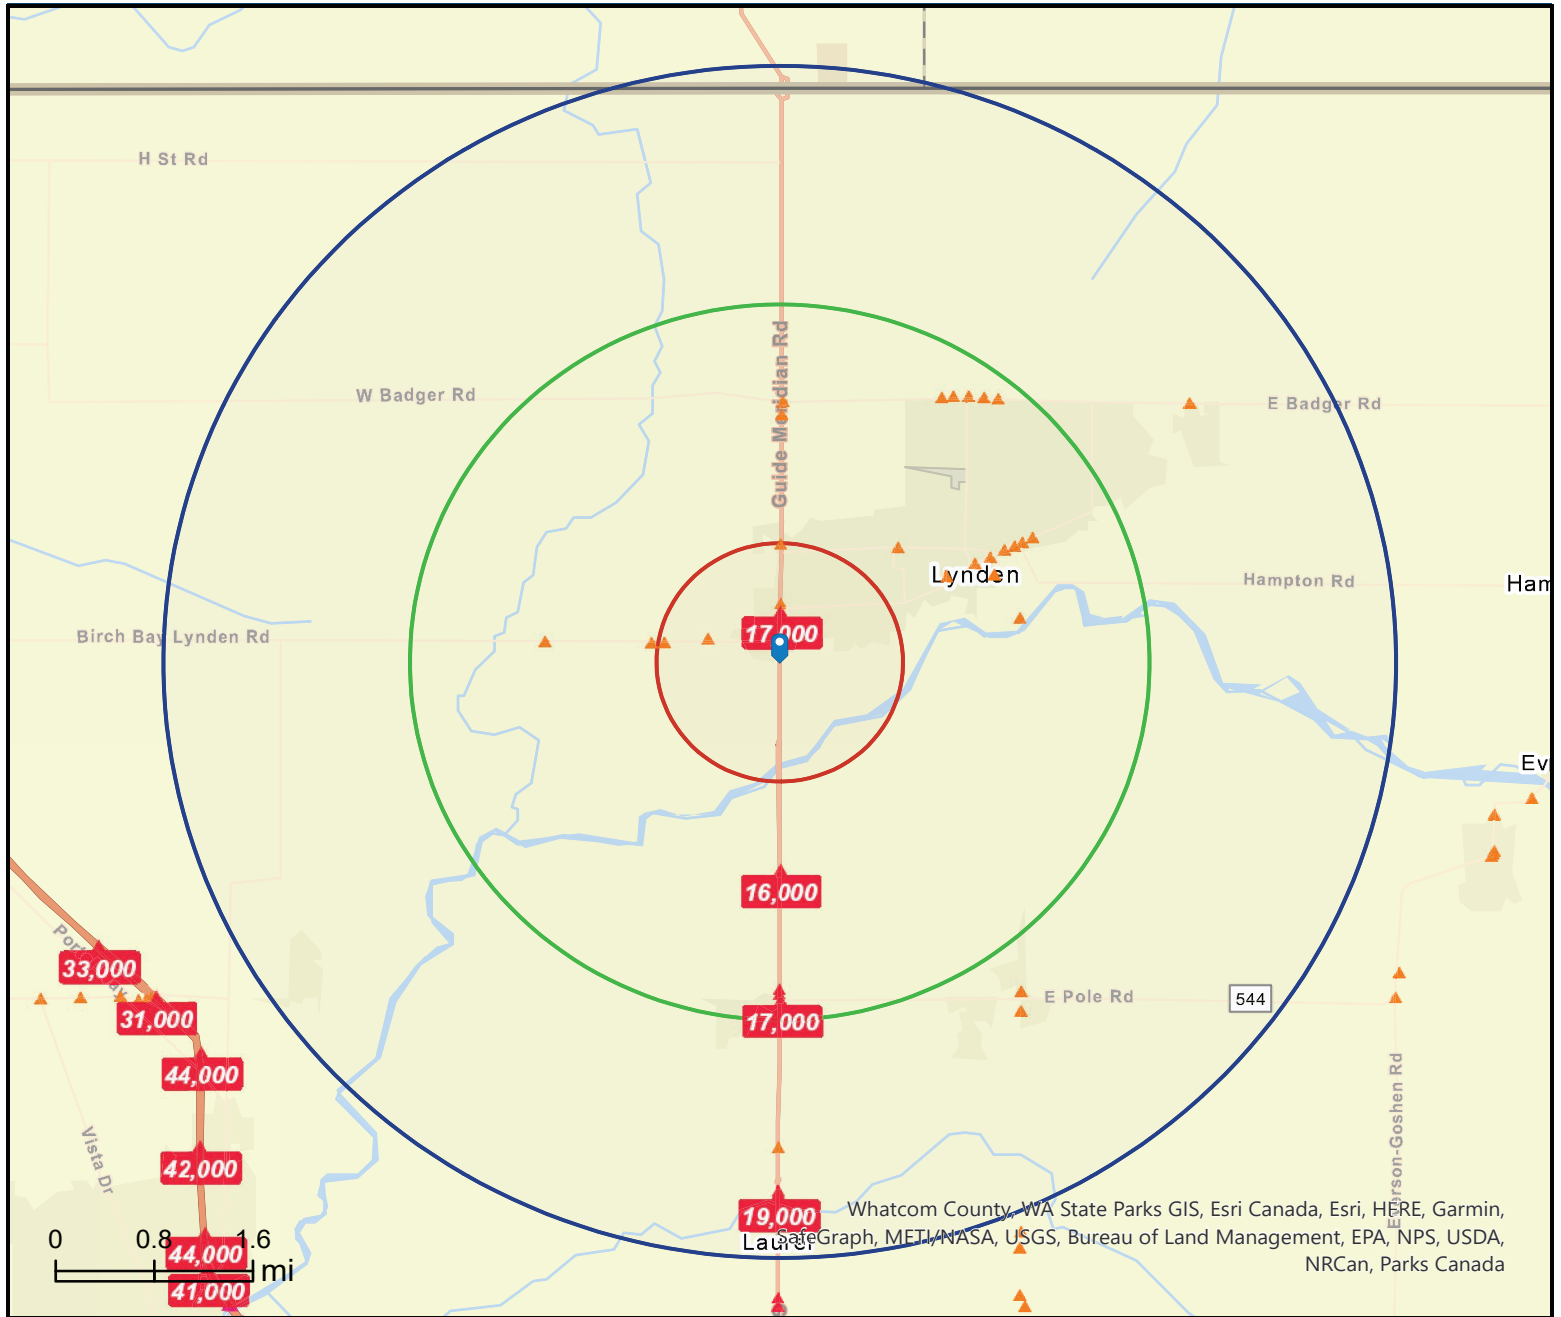 H St Rd
Guide Meridian Rd
W Badger Rd
E Badger Rd
Lynden
Hampton Rd
Ham
Birch Bay Lynden Rd
17,000
Ev
16,000
33,000
31,000
E Pole Rd
544
17,000
44,000
Everson-Goshen Rd
42,000
Vista Dr
19,000
Laurel
Whatcom County, WA State Parks GIS, Esri Canada, Esri, HERE, Garmin,
SafeGraph, METI/NASA, USGS, Bureau of Land Management, EPA, NPS, USDA,
NRCan, Parks Canada
0 0.8 1.6
mi
44,000
41,000